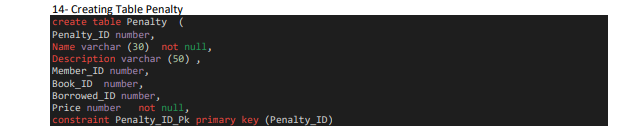 14- Creating Table Penalty
create table Penalty  (
Penalty_ID number,
Name varchar (30)  not null,
Description varchar (50) ,
Member_ID number,
Book_ID  number,
Borrowed_ID number,
Price number   not null,
constraint Penalty_ID_Pk primary key (Penalty_ID)